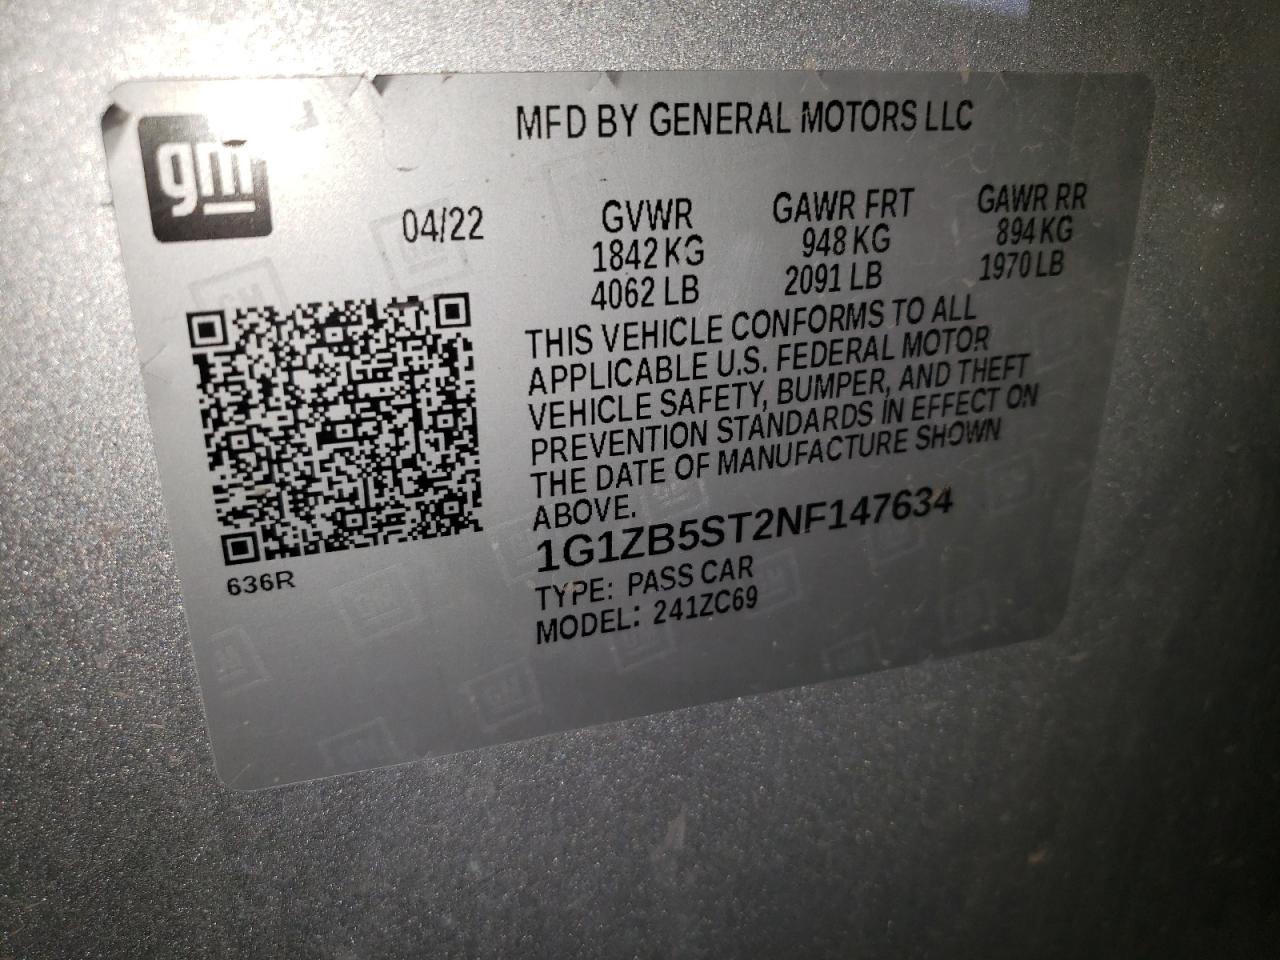 gm
MFD BY GENERAL MOTORS LLC
04/22
GVWR
1842 KG
4062 LB
GAWR FRT
948 KG
2091 LB
GAWR RR
894 KG
1970 LB
THIS VEHICLE CONFORMS TO ALL
APPLICABLE U.S. FEDERAL MOTOR
VEHICLE SAFETY, BUMPER, AND THEFT
PREVENTION STANDARDS IN EFFECT ON
THE DATE OF MANUFACTURE SHOWN
ABOVE.
1G1ZB5ST2NF147634
TYPE: PASS CAR
MODEL: 241ZC69
636R